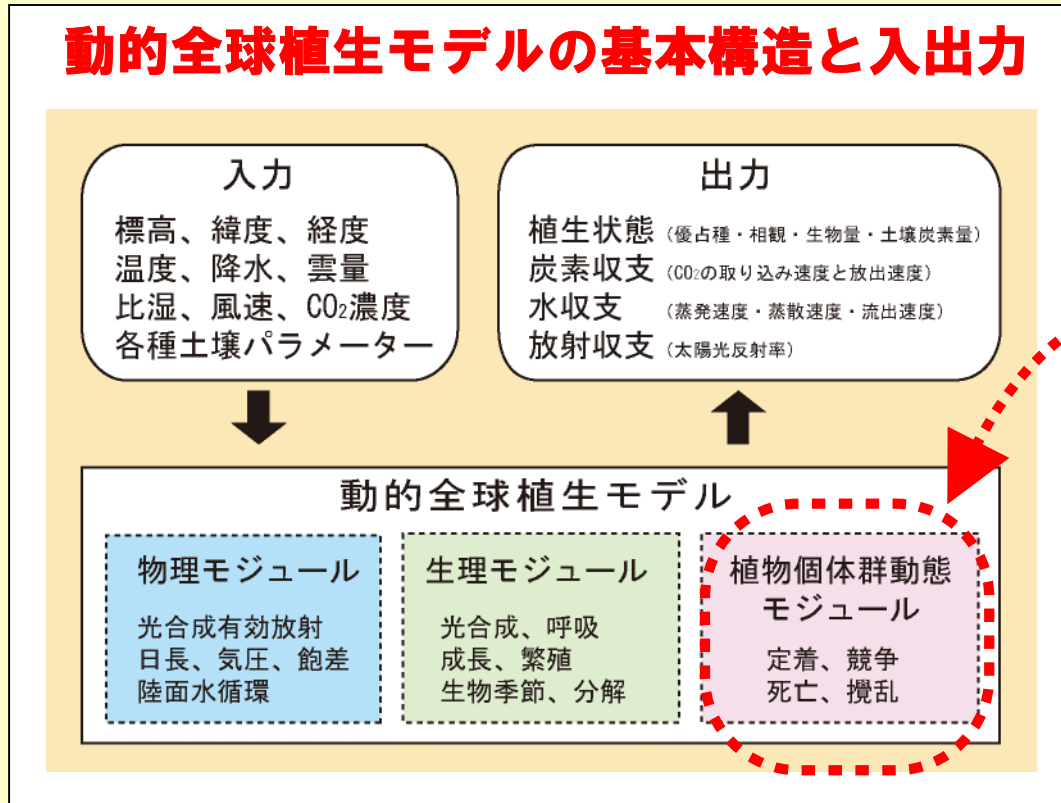 動的全球植生モデルの基本構造と入出力
入力
標高、緯度、経度
温度、降水、雲量
比湿、風速、CO₂濃度
各種土壌パラメーター
出力
植生状態（優占種・相観・生物量・土壌炭素量）
炭素収支（CO₂の取り込み速度と放出速度）
水収支（蒸発速度・蒸散速度・流出速度）
放射収支（太陽光反射率）
動的全球植生モデル
物理モジュール
光合成有効放射
日長、気圧、飽差
陸面水循環
生理モジュール
光合成、呼吸
成長、繁殖
生物季節、分解
植物個体群動態
モジュール
定着、競争
死亡、攪乱